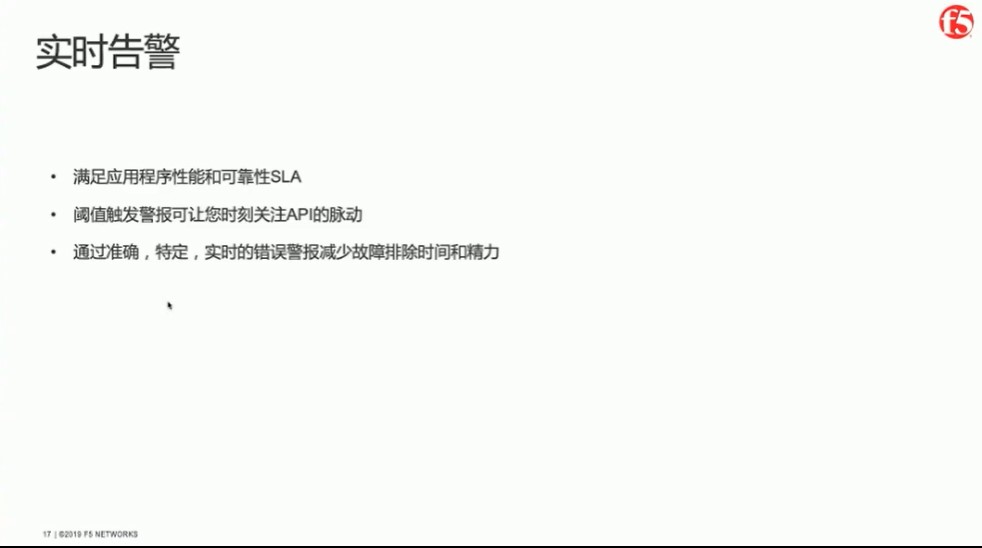 实时告警
f5
• 满足应用程序性能和可靠性SLA
• 阈值触发警报可让您时刻关注API的脉动
• 通过准确，特定，实时的错误警报减少故障排除时间和精力
17 | ©2019 F5 NETWORKS